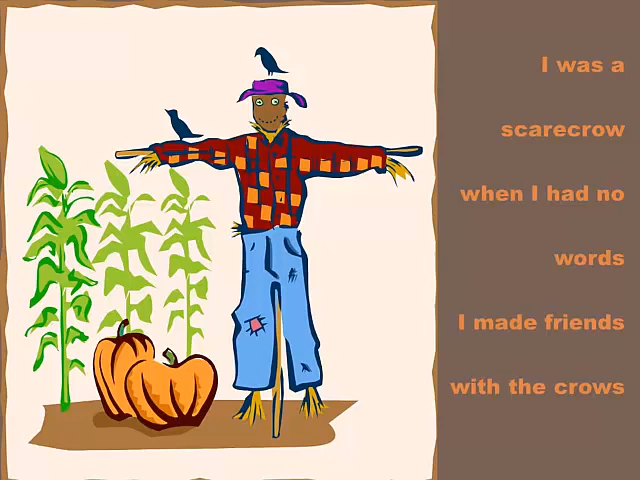 I was a
scarecrow
when I had no
words
I made friends
with the crows